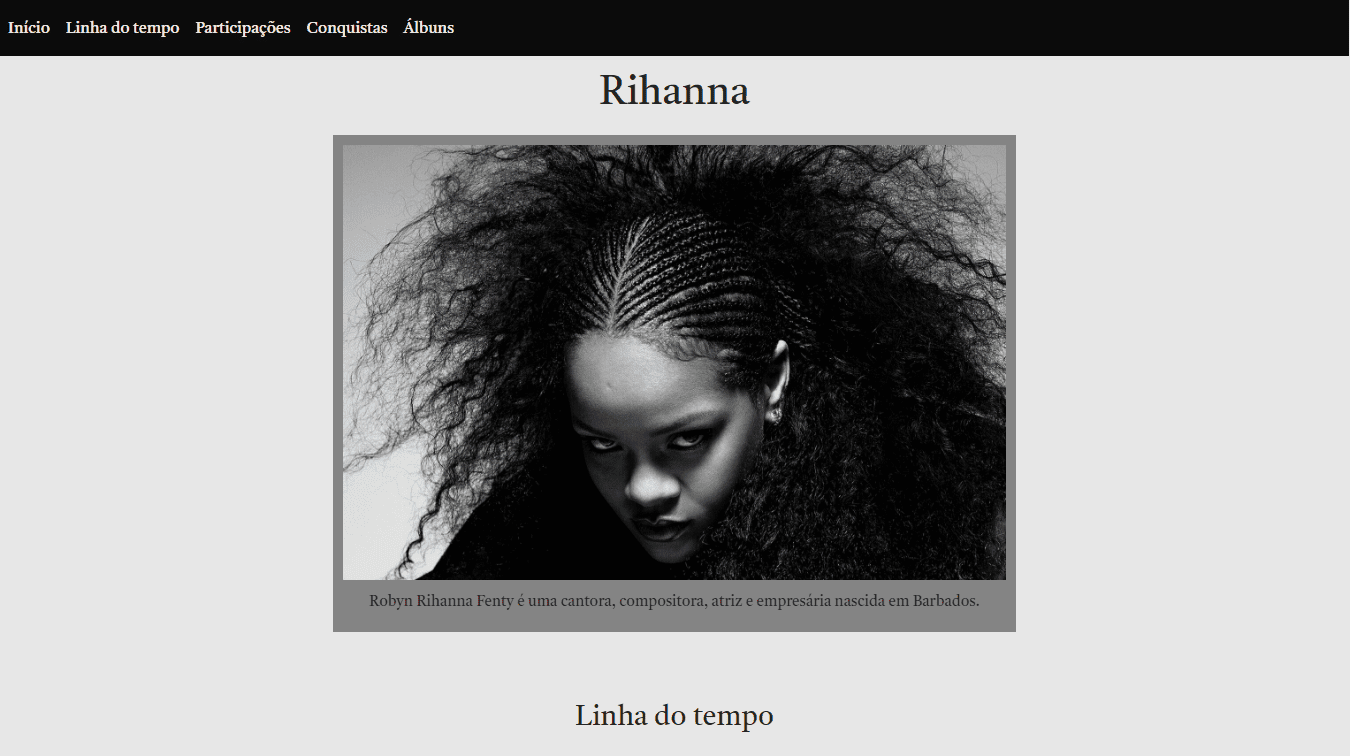 Início Linha do tempo Participações Conquistas Álbuns
Rihanna
Robyn Rihanna Fenty é uma cantora, compositora, atriz e empresária nascida em Barbados.
Linha do tempo